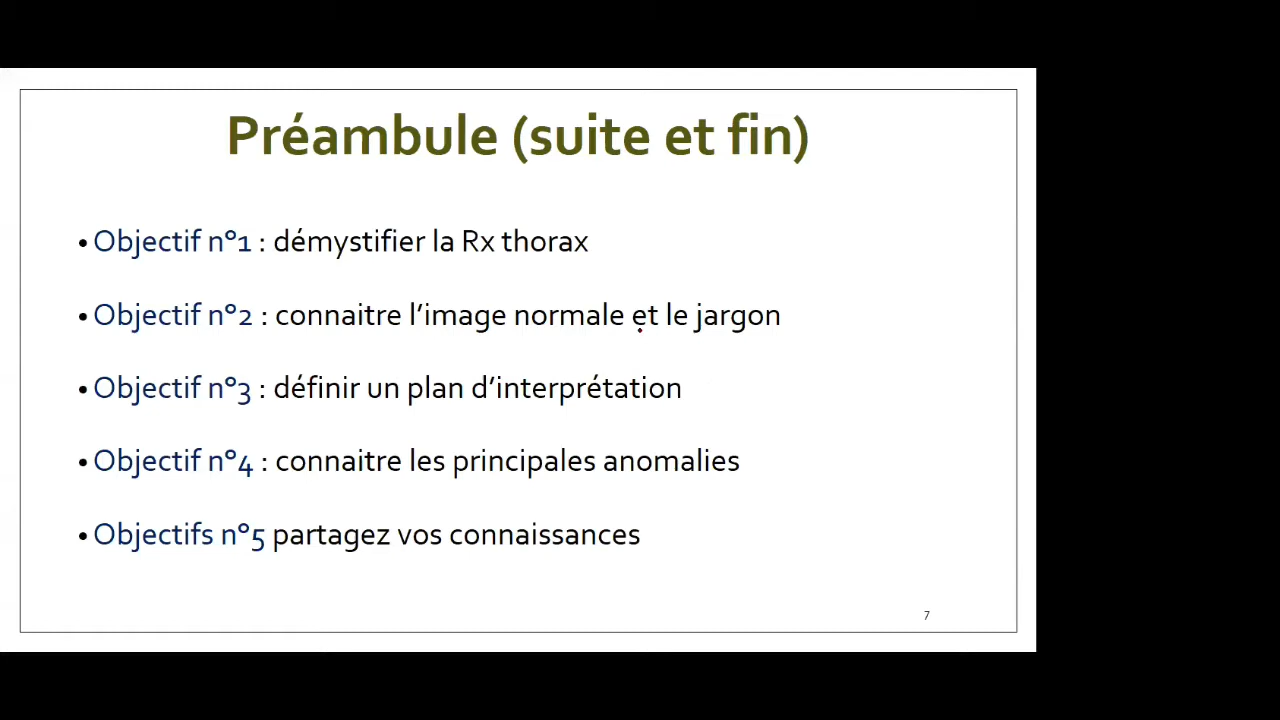 Préambule (suite et fin)
• Objectif n°1 : démystifier la Rx thorax
• Objectif n°2 : connaitre l’image normale et le jargon
• Objectif n°3 : définir un plan d’interprétation
• Objectif n°4 : connaitre les principales anomalies
• Objectifs n°5 partagez vos connaissances
7